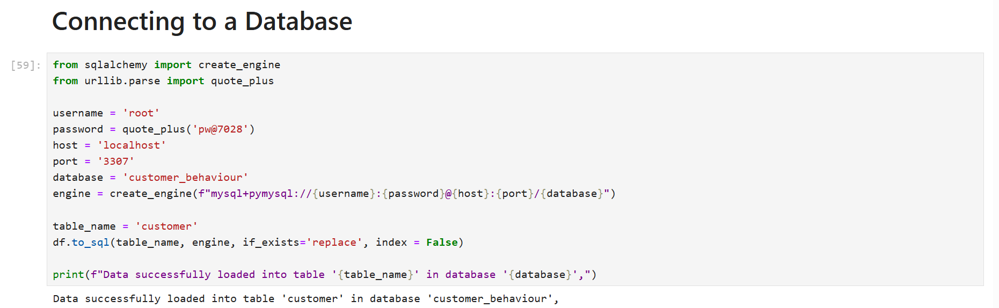 Connecting to a Database
[59]:
from sqlalchemy import create_engine
from urllib.parse import quote_plus
username = 'root'
password = quote_plus('pw@7028')
host = 'localhost'
port = '3307'
database = 'customer_behaviour'
engine = create_engine(f"mysql+pymysql://{username}:{password}@{host}:{port}/{database}")
table_name = 'customer'
df.to_sql(table_name, engine, if_exists='replace', index = False)
print(f"Data successfully loaded into table '{table_name}' in database '{database}',")
Data successfully loaded into table 'customer' in database 'customer_behaviour',